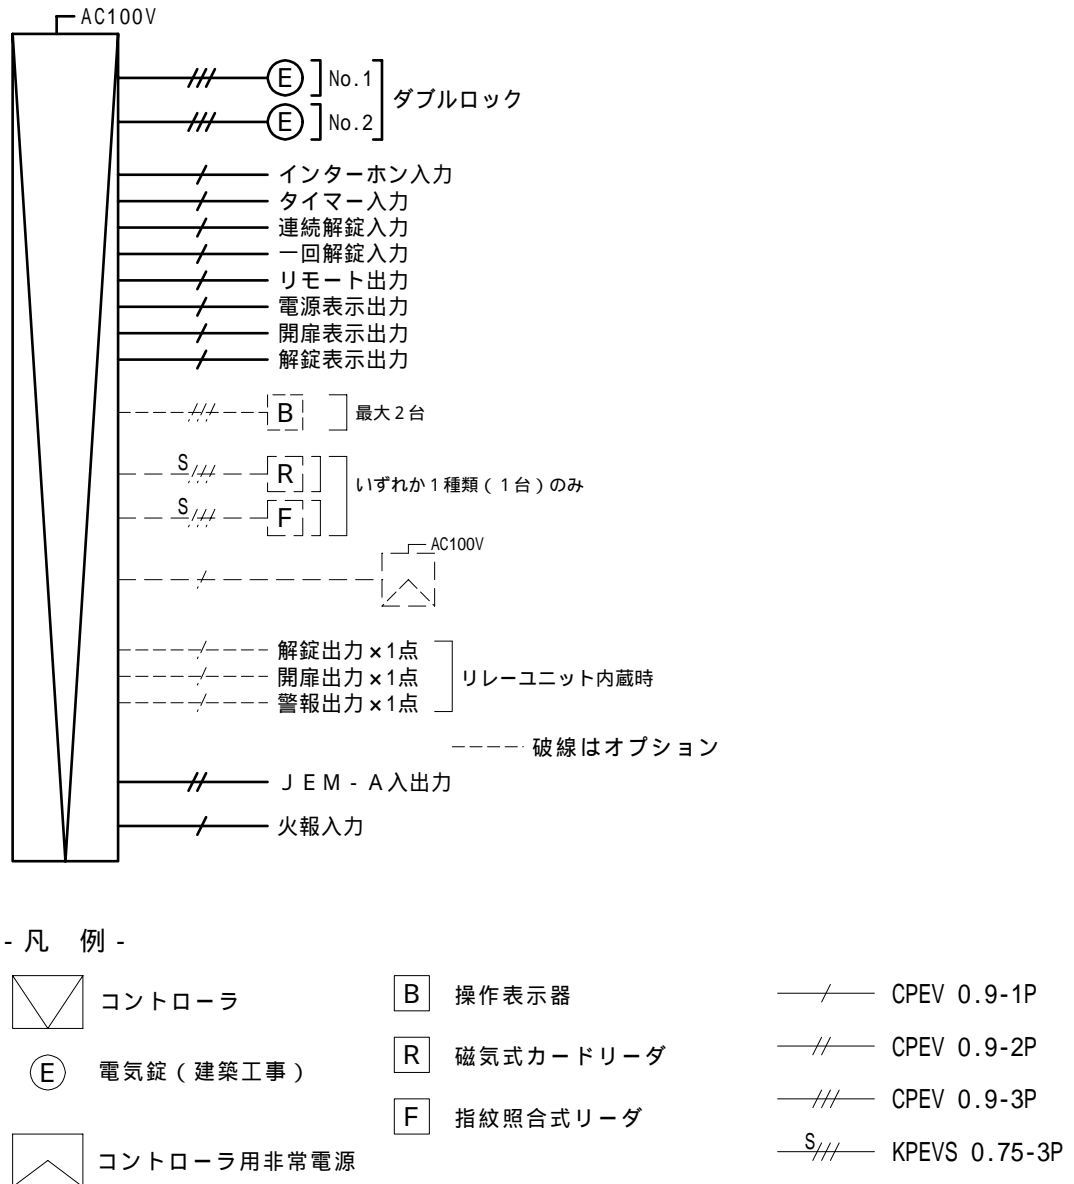 AC100V
E No.1
ダブルロック
E No.2
インターホン入力
タイマー入力
連続解錠入力
一回解錠入力
リモート出力
電源表示出力
開扉表示出力
解錠表示出力
B 最大2台
S R
いずれか1種類(1台)のみ
S F
AC100V
解錠出力×1点
開扉出力×1点
リレーユニット内蔵時
警報出力×1点
破線はオプション
JEM-A入出力
火報入力
-凡 例-
コントローラ
E 電気錠(建築工事)
コントローラ用非常電源
B 操作表示器
R 磁気式カードリーダ
F 指紋照合式リーダ
CPEV 0.9-1P
CPEV 0.9-2P
CPEV 0.9-3P
S KPEVS 0.75-3P